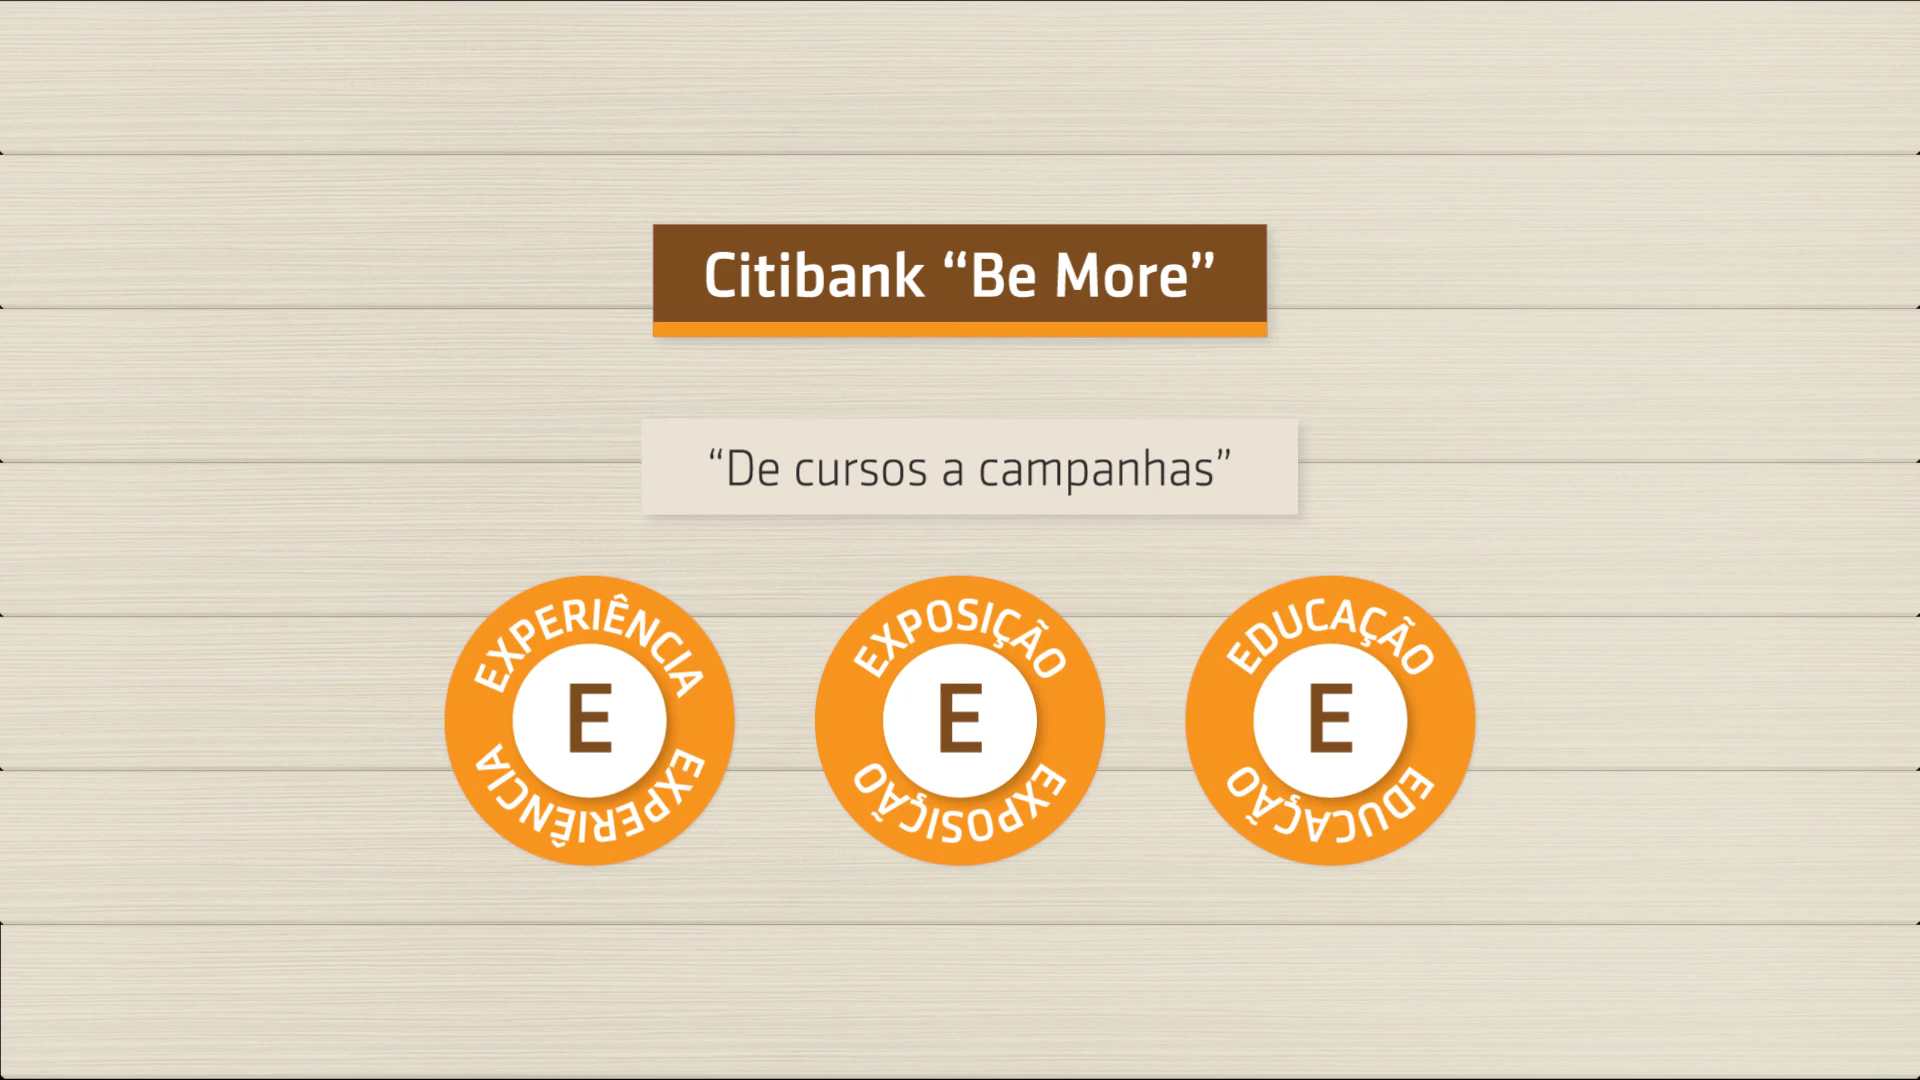 Citibank “Be More”
“De cursos a campanhas”
EXPERIÊNCIA
E
EXPERIÊNCIA
EXPOSIÇÃO
E
EXPOSIÇÃO
EDUCAÇÃO
E
EDUCAÇÃO